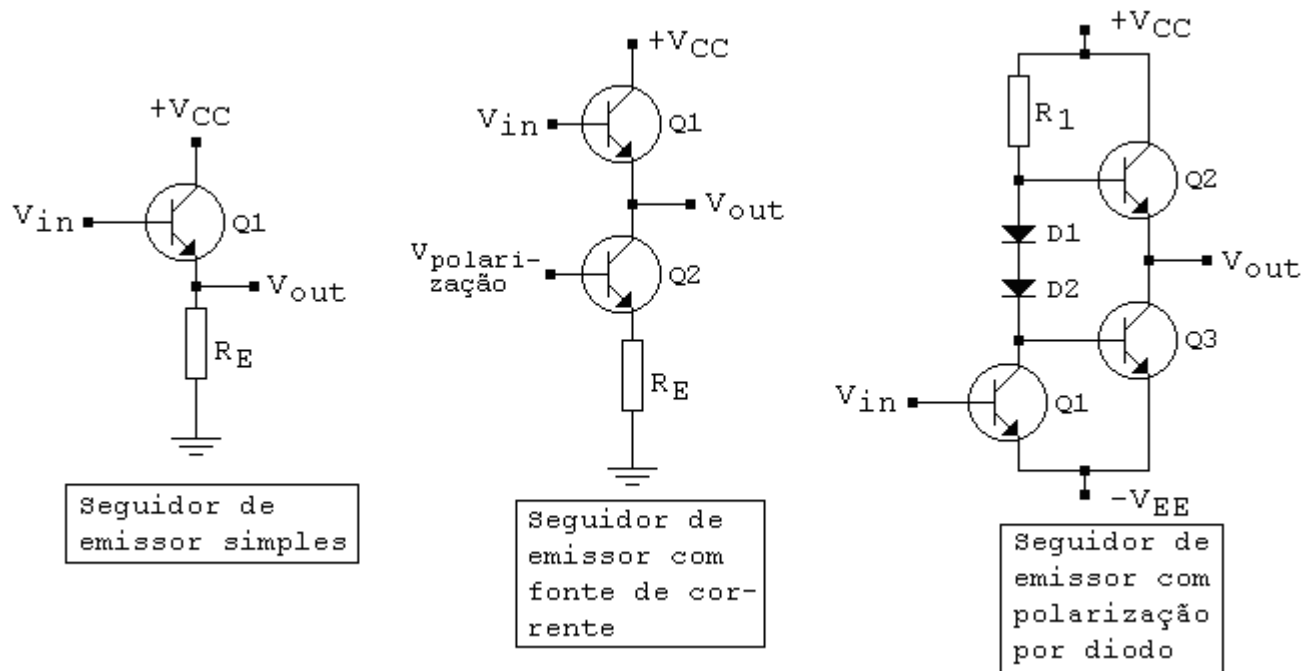 +VCC
Vin
Q1
Vout
RE
Seguidor de
emissor simples
+VCC
Vin
Q1
Vout
Vpolari-
zação
Q2
RE
Seguidor de
emissor com
fonte de cor-
rente
+VCC
R1
Q2
D1
Vout
D2
Q3
Vin
Q1
-VEE
Seguidor de
emissor com
polarização
por diodo